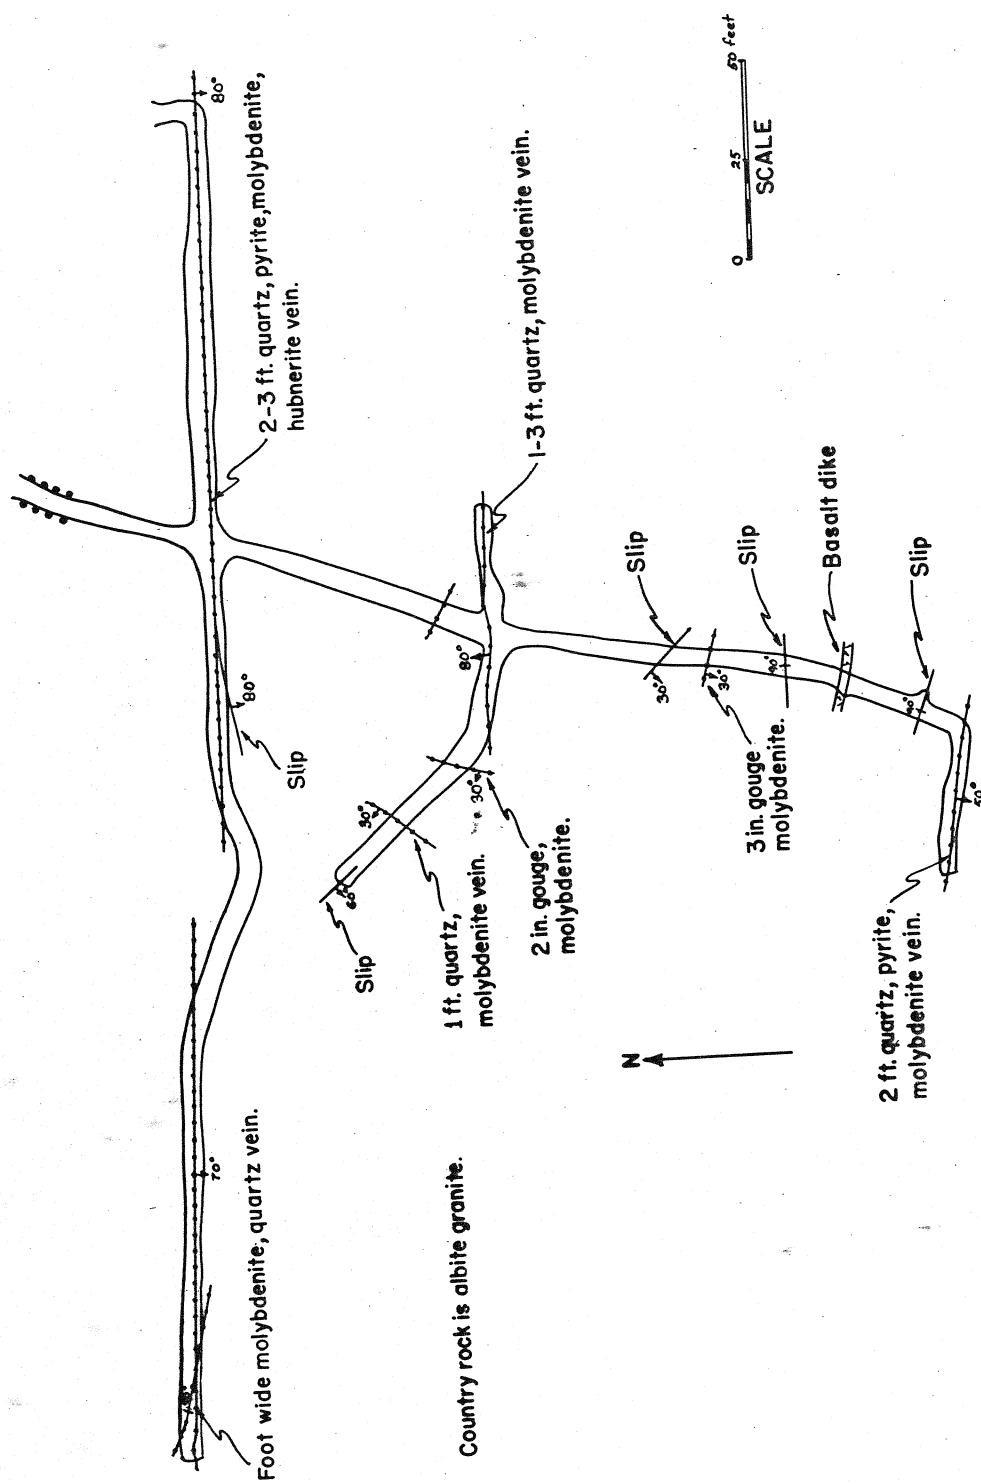 80°
2-3 ft. quartz, pyrite, molybdenite,
hubnerite vein.
80°
Slip
70°
Foot wide molybdenite, quartz vein.
1-3 ft. quartz, molybdenite vein.
80°
30°
2 in. gouge,
molybdenite.
30°
1 ft. quartz,
molybdenite vein.
60°
Slip
Slip
30°
30°
3 in. gouge
molybdenite.
Slip
90°
Basalt dike
Slip
90°
50°
2 ft. quartz, pyrite,
molybdenite vein.
N
Country rock is albite granite.
0 25 50 feet
SCALE